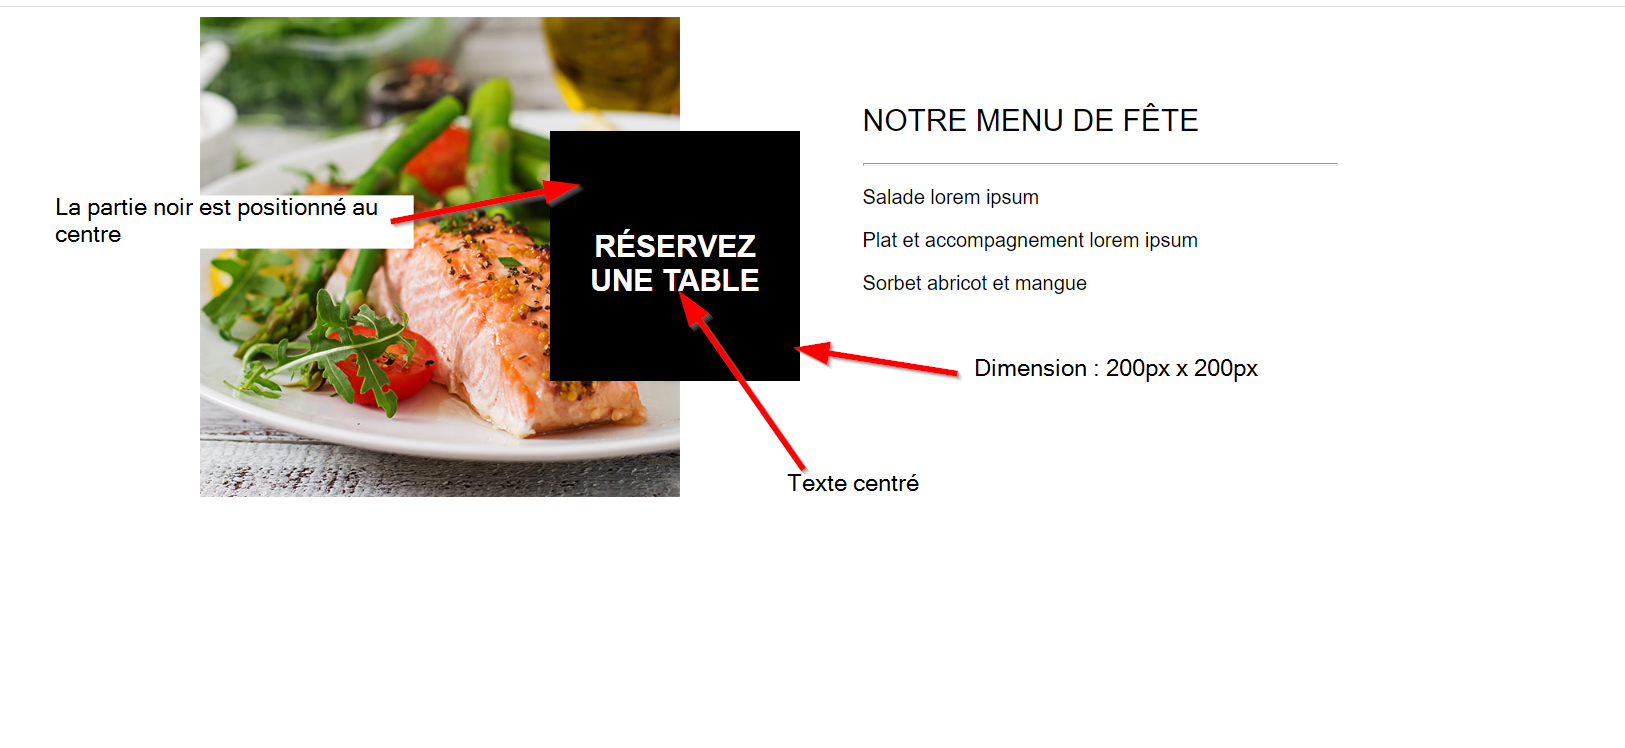 NOTRE MENU DE FÊTE
Salade lorem ipsum
La partie noir est positionné au
centre
RÉSERVEZ
UNE TABLE
Plat et accompagnement lorem ipsum
Sorbet abricot et mangue
Dimension : 200px x 200px
Texte centré